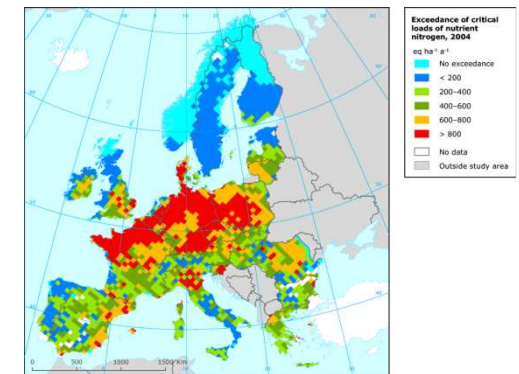 Exceedance of critical
loads of nutrient
nitrogen, 2004
eq ha⁻¹ a⁻¹
No exceedance
< 200
200–400
400–600
600–800
> 800
No data
Outside study area
0 500 1000 1500 Km